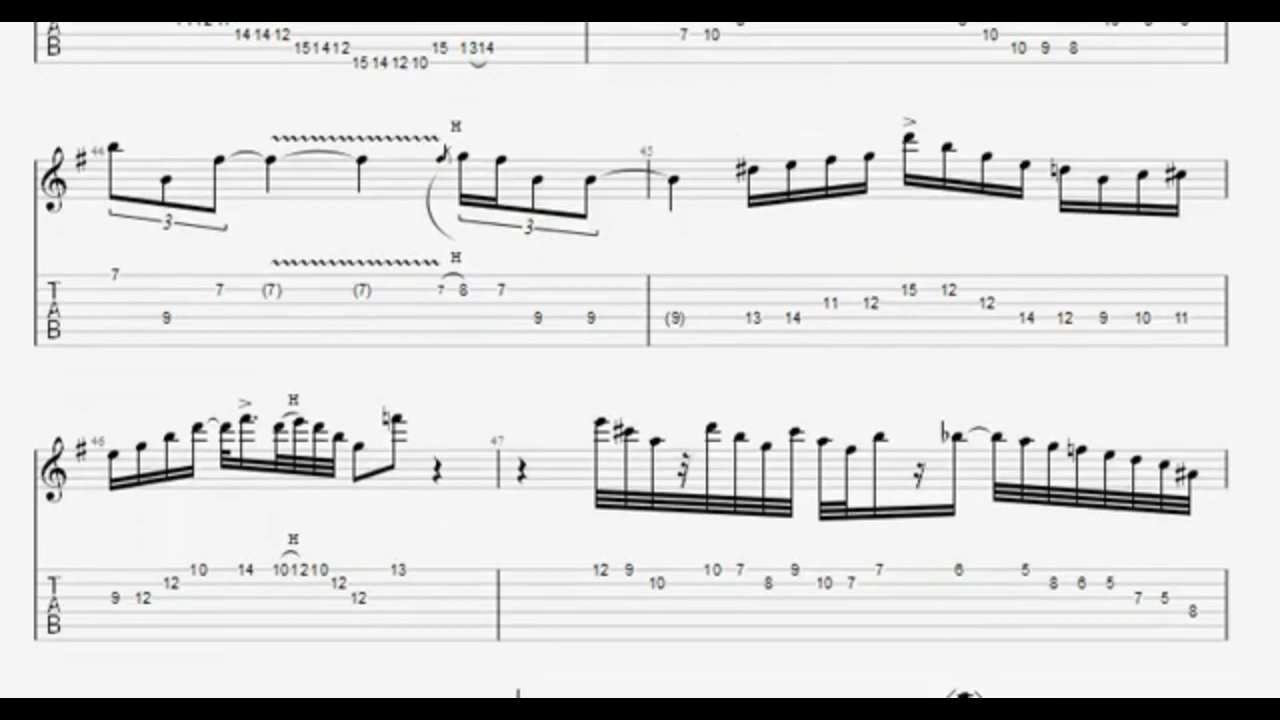 7 10
14 14 12 10
15 14 12 15 13 14 10 9 8
15 14 12 10
H
>
44 45
3 3
H
7
7 (7) (7) 7 8 7 15 12
11 12 12
9 9 9 (9) 13 14 14 12 9 10 11
T
A
B
> H
46 47
H
10 14 10 12 10 13 12 9 10 7 9 7 6 5
12 12 10 8 10 7 8 6 5
9 12 12 7 5
8
T
A
B